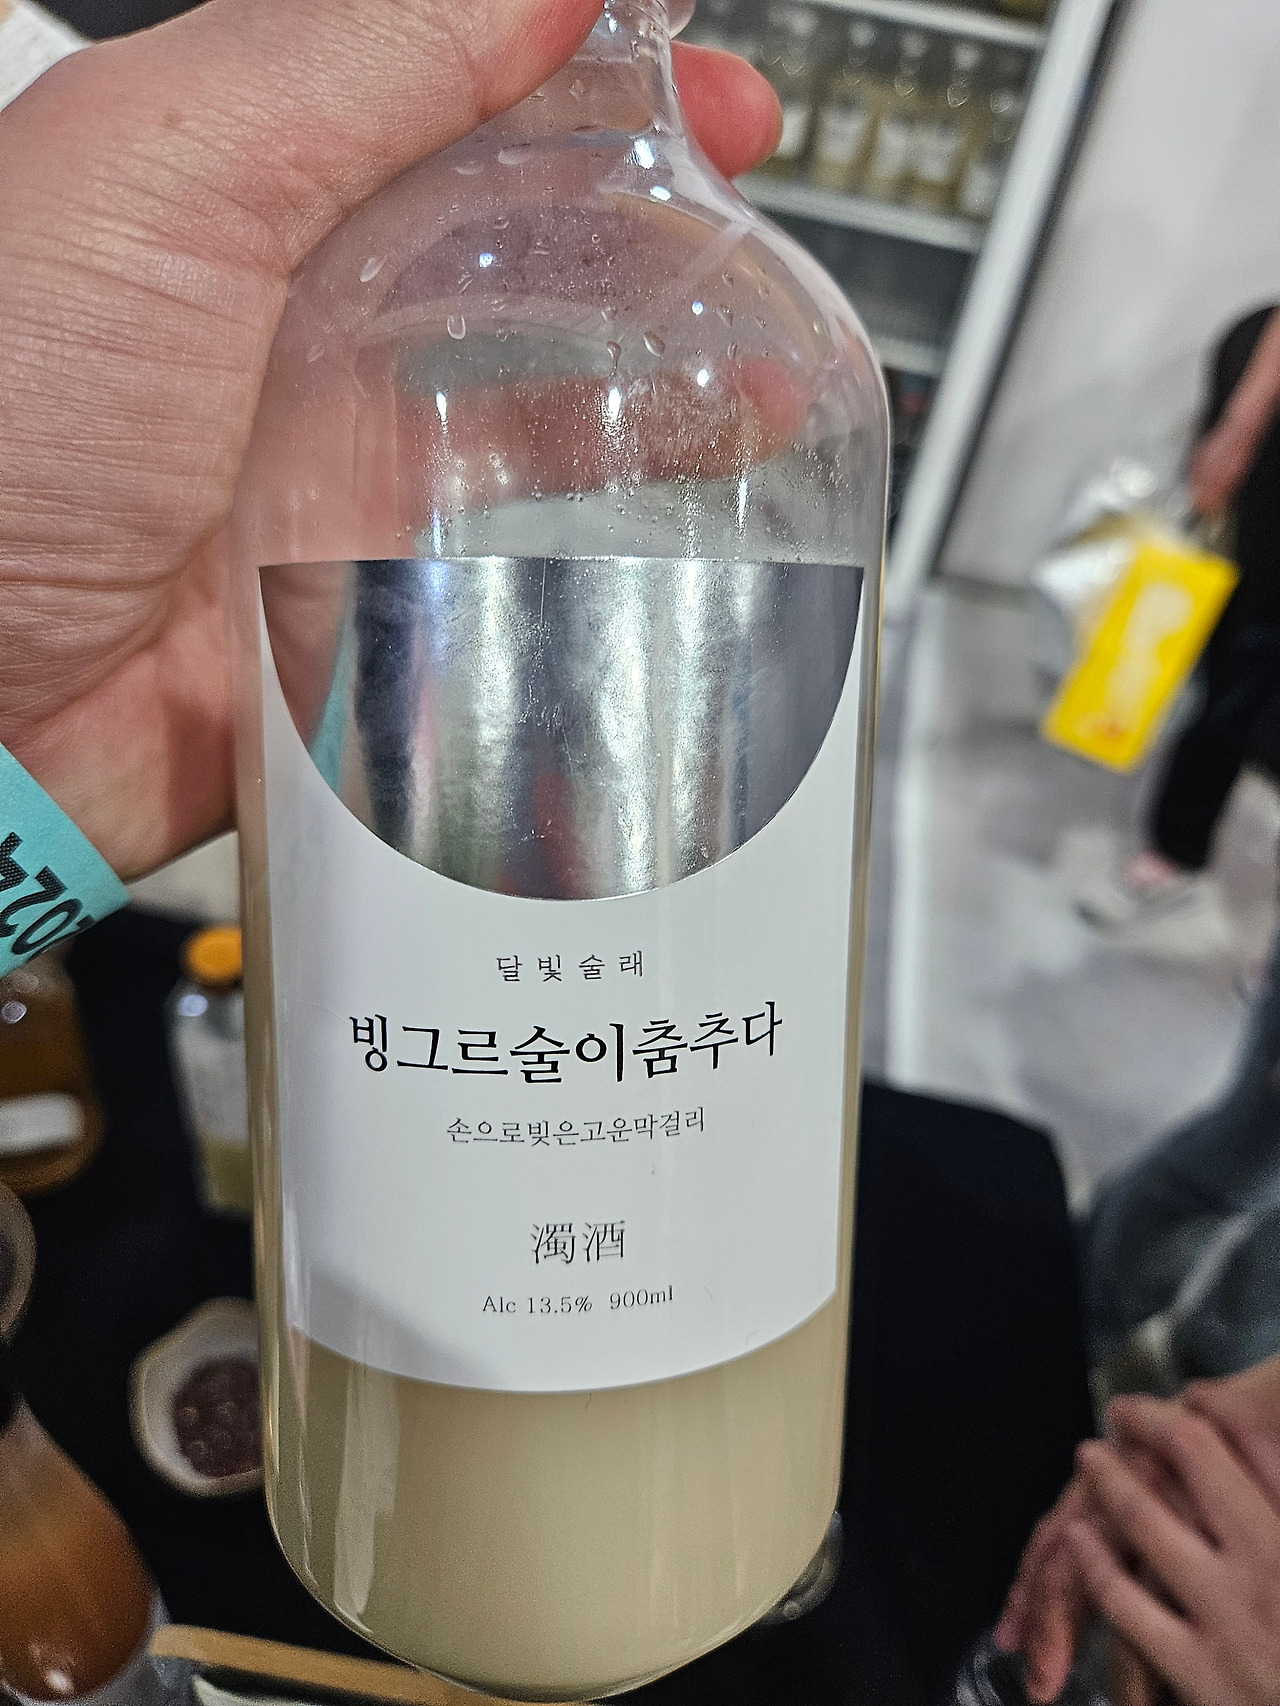 달빛술래
빙그르술이춤추다
손으로빚은고운막걸리
濁酒
Alc 13.5% 900ml
2024